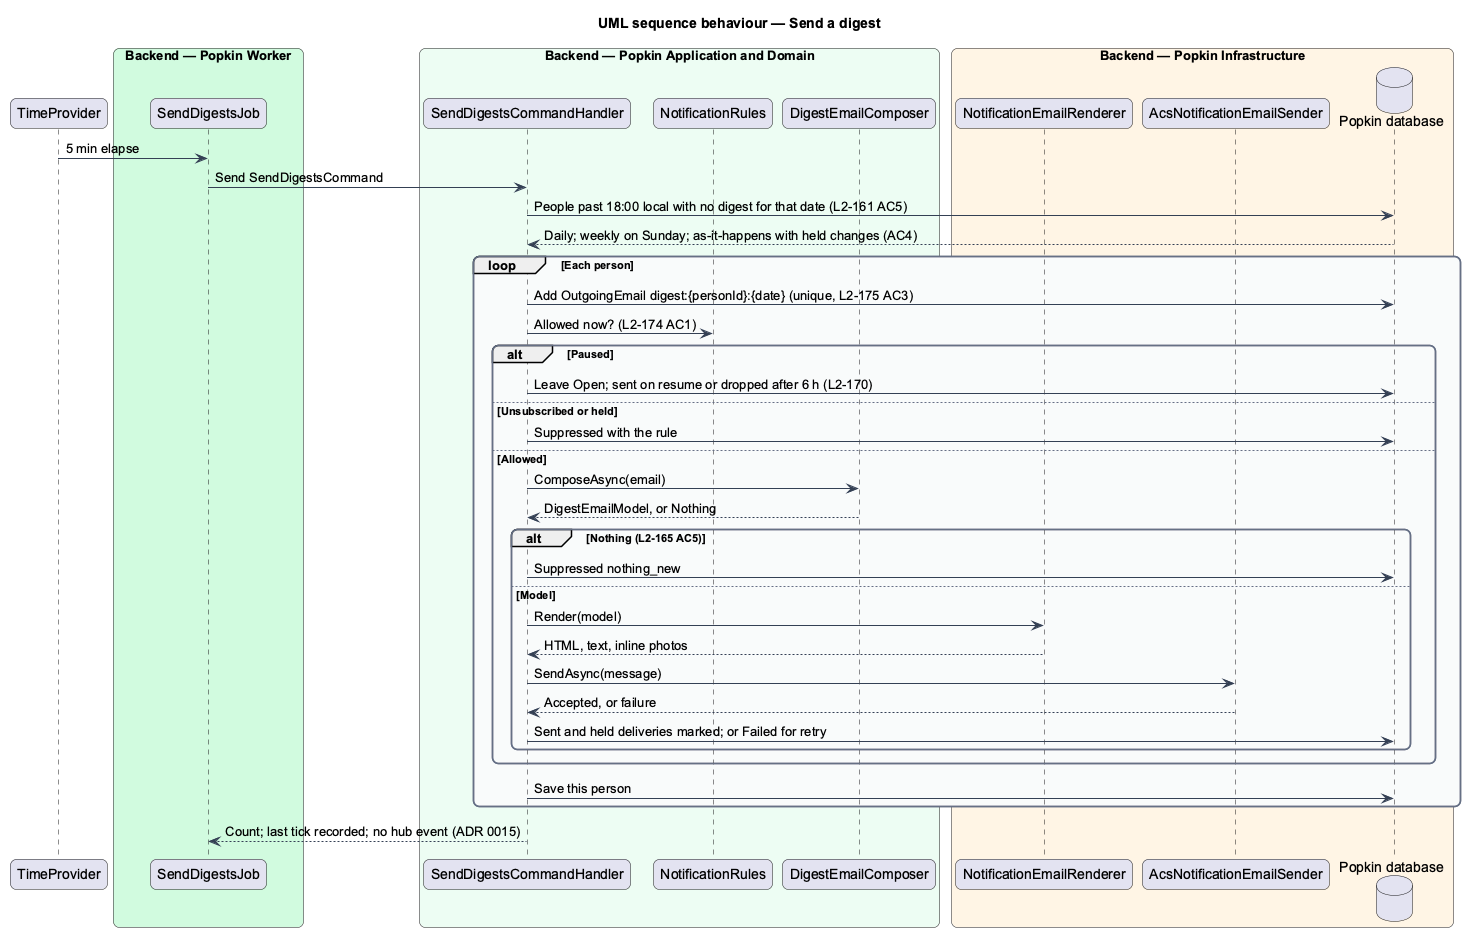 UML sequence behaviour — Send a digest
Backend — Popkin Worker
Backend — Popkin Application and Domain
Backend — Popkin Infrastructure
TimeProvider
SendDigestsJob
SendDigestsCommandHandler
NotificationRules
DigestEmailComposer
NotificationEmailRenderer
AcsNotificationEmailSender
Popkin database
5 min elapse
Send SendDigestsCommand
People past 18:00 local with no digest for that date (L2-161 AC5)
Daily; weekly on Sunday; as-it-happens with held changes (AC4)
loop
[Each person]
Add OutgoingEmail digest:{personId}:{date} (unique, L2-175 AC3)
Allowed now? (L2-174 AC1)
alt
[Paused]
Leave Open; sent on resume or dropped after 6 h (L2-170)
[Unsubscribed or held]
Suppressed with the rule
[Allowed]
ComposeAsync(email)
DigestEmailModel, or Nothing
alt
[Nothing (L2-165 AC5)]
Suppressed nothing_new
[Model]
Render(model)
HTML, text, inline photos
SendAsync(message)
Accepted, or failure
Sent and held deliveries marked; or Failed for retry
Save this person
Count; last tick recorded; no hub event (ADR 0015)
TimeProvider
SendDigestsJob
SendDigestsCommandHandler
NotificationRules
DigestEmailComposer
NotificationEmailRenderer
AcsNotificationEmailSender
Popkin database